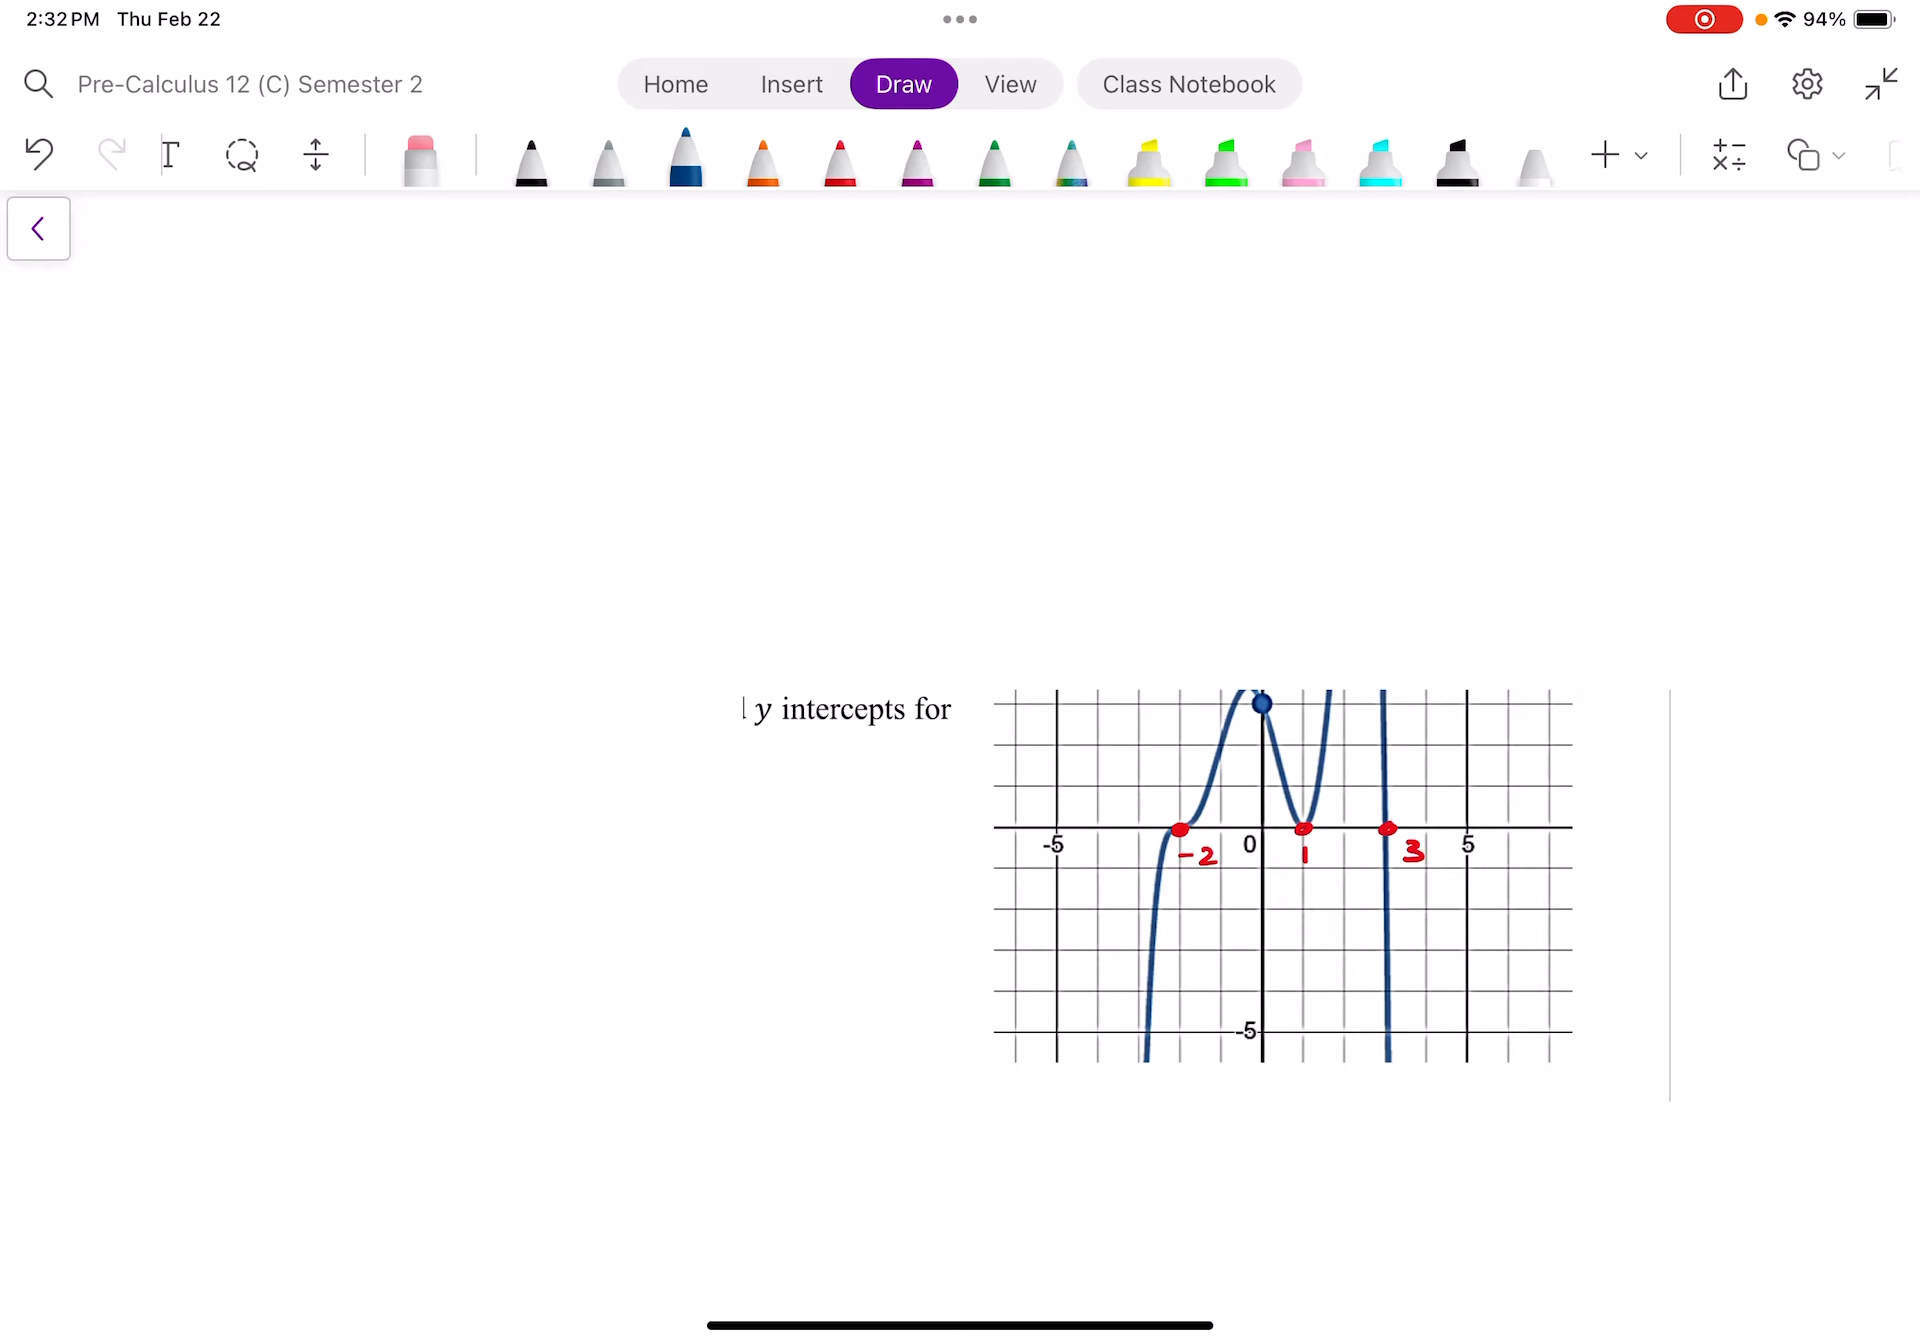 2:32 PM Thu Feb 22
94%
Pre-Calculus 12 (C) Semester 2
Home Insert Draw View Class Notebook
y intercepts for
-5 0 5
-2 1 3
-5